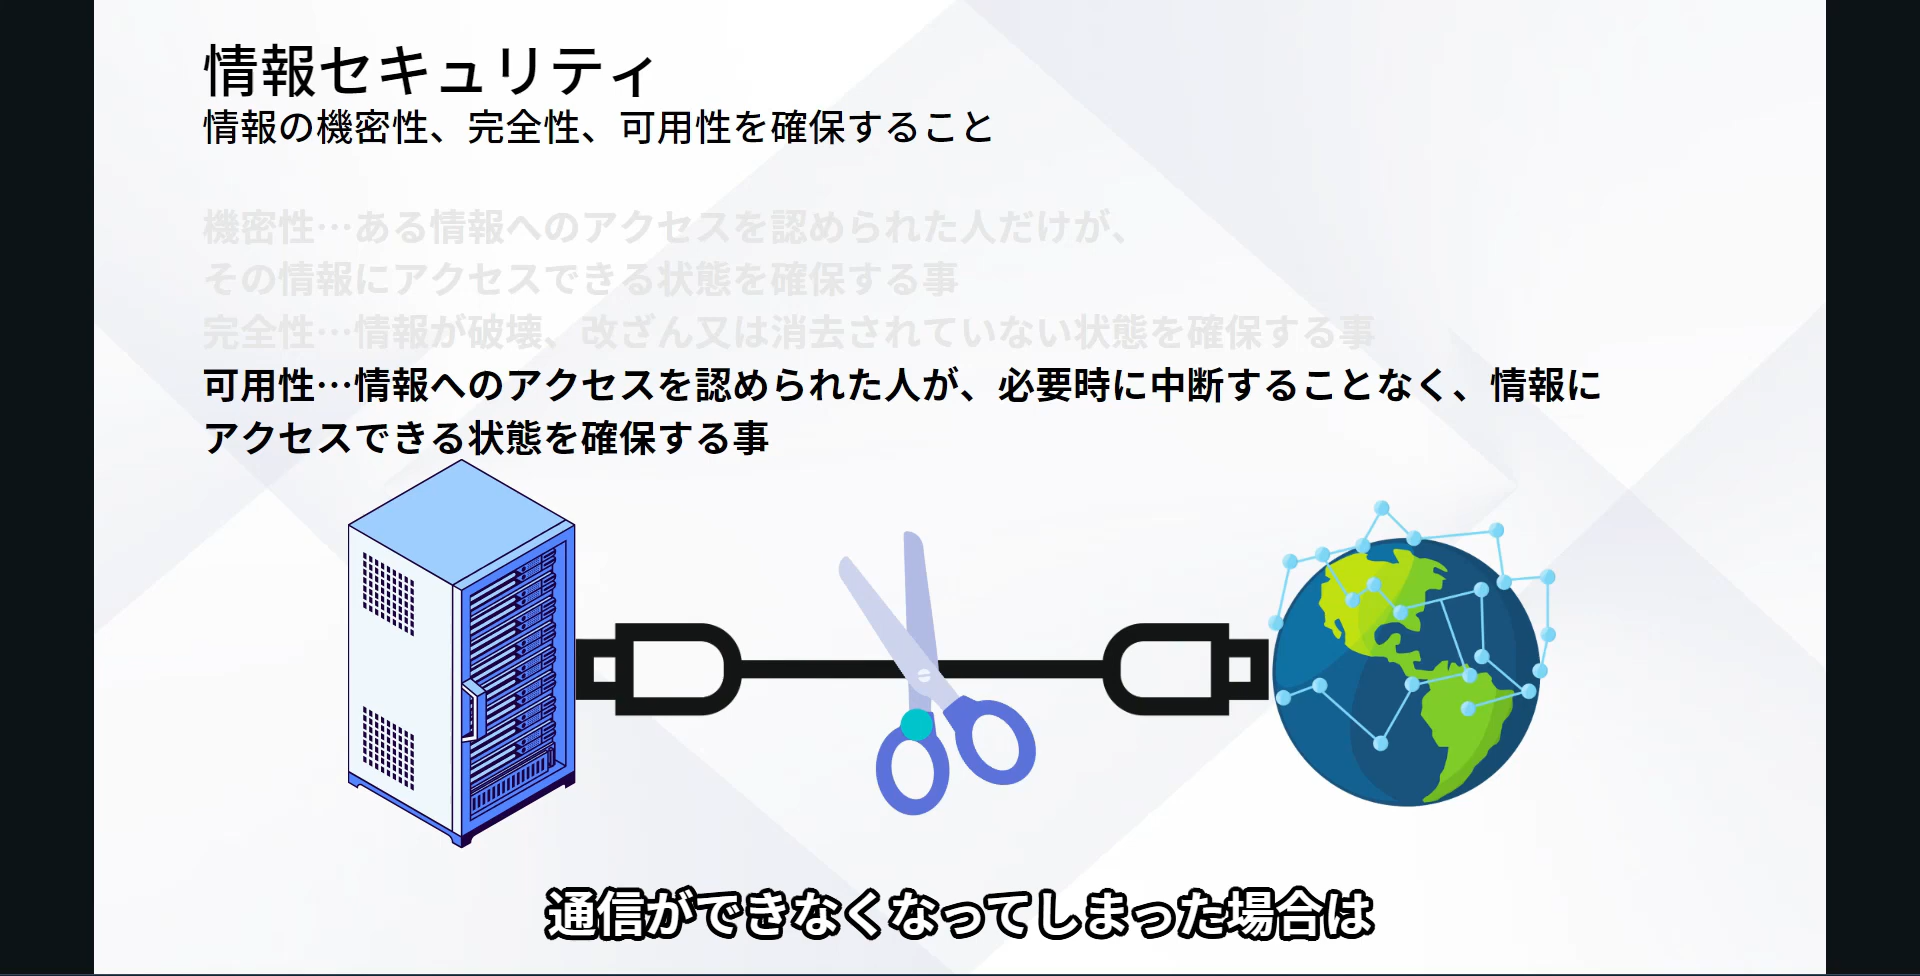 情報セキュリティ
情報の機密性、完全性、可用性を確保すること
機密性…ある情報へのアクセスを認められた人だけが、
その情報にアクセスできる状態を確保する事
完全性…情報が破壊、改ざん又は消去されていない状態を確保する事
可用性…情報へのアクセスを認められた人が、必要時に中断することなく、情報に
アクセスできる状態を確保する事
通信ができなくなってしまった場合は